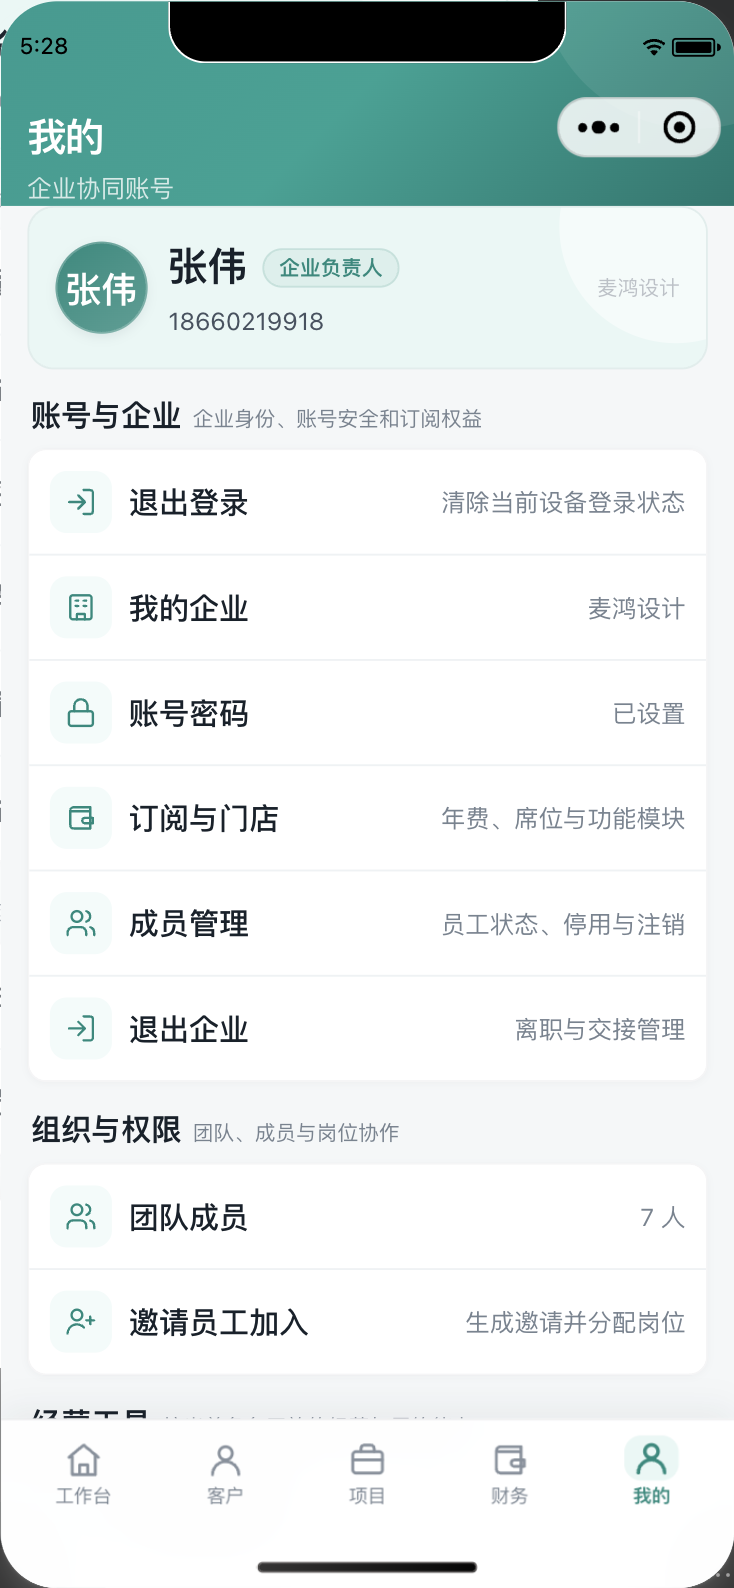 5:28
我的
企业协同账号
张伟
张伟 企业负责人
18660219918
麦鸿设计
账号与企业 企业身份、账号安全和订阅权益
退出登录 清除当前设备登录状态
我的企业 麦鸿设计
账号密码 已设置
订阅与门店 年费、席位与功能模块
成员管理 员工状态、停用与注销
退出企业 离职与交接管理
组织与权限 团队、成员与岗位协作
团队成员 7 人
邀请员工加入 生成邀请并分配岗位
经营工具
工作台 客户 项目 财务 我的